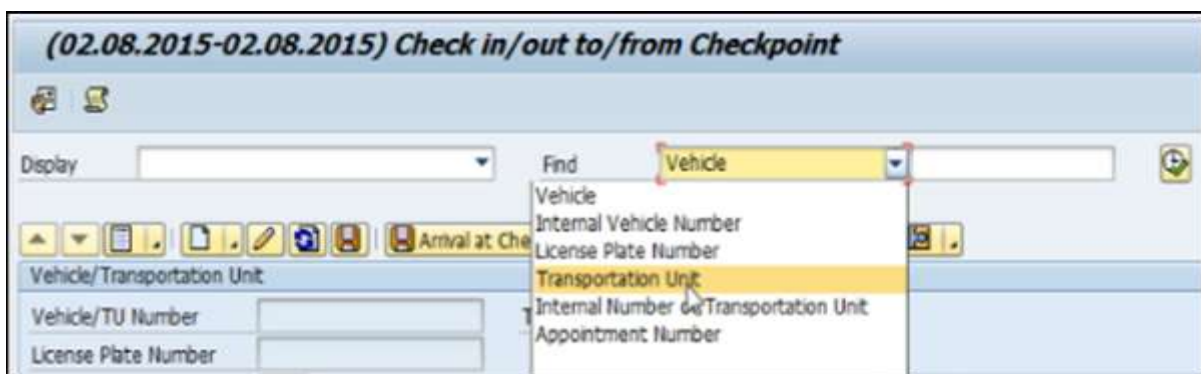 (02.08.2015-02.08.2015) Check in/out to/from Checkpoint
Display Find Vehicle
Vehicle
Internal Vehicle Number
License Plate Number
Transportation Unit
Internal Number Transportation Unit
Appointment Number
Arrival at Che
Vehicle/Transportation Unit
Vehicle/TU Number T
License Plate Number